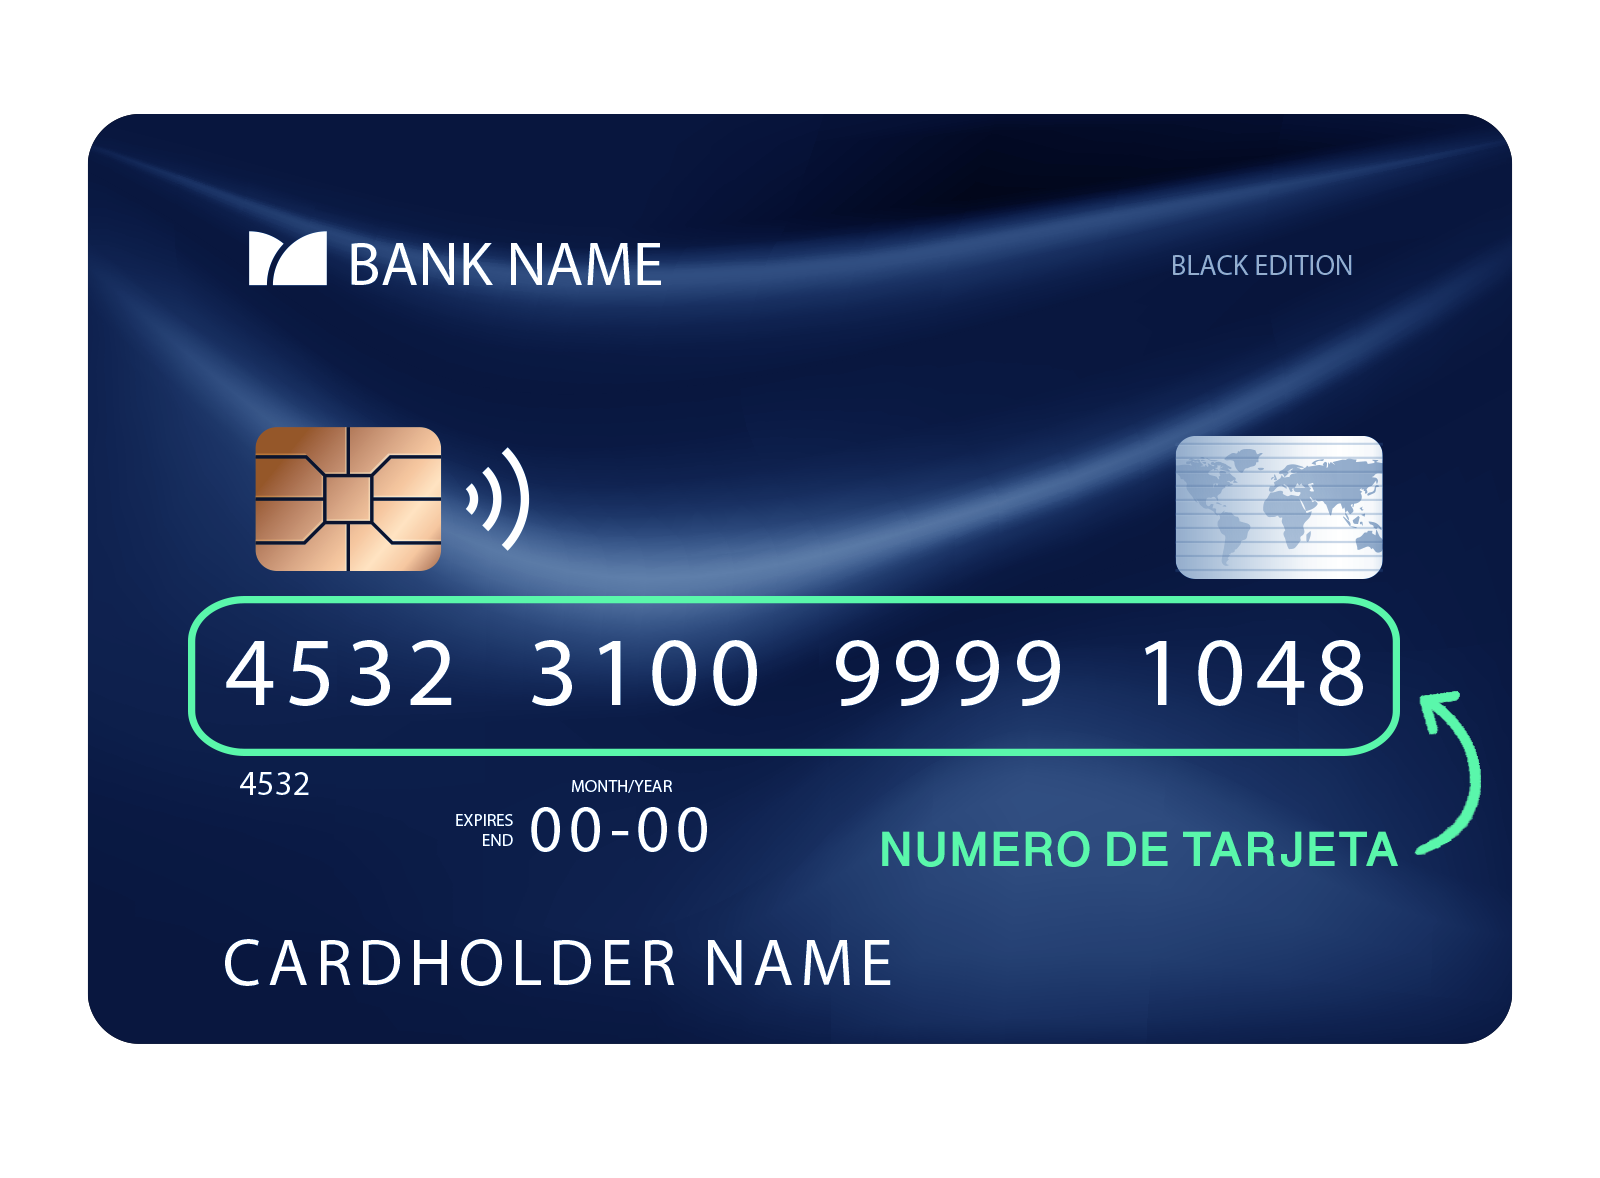 BANK NAME
BLACK EDITION
4532 3100 9999 1048
4532
MONTH/YEAR
EXPIRES
END
00-00
NUMERO DE TARJETA
CARDHOLDER NAME